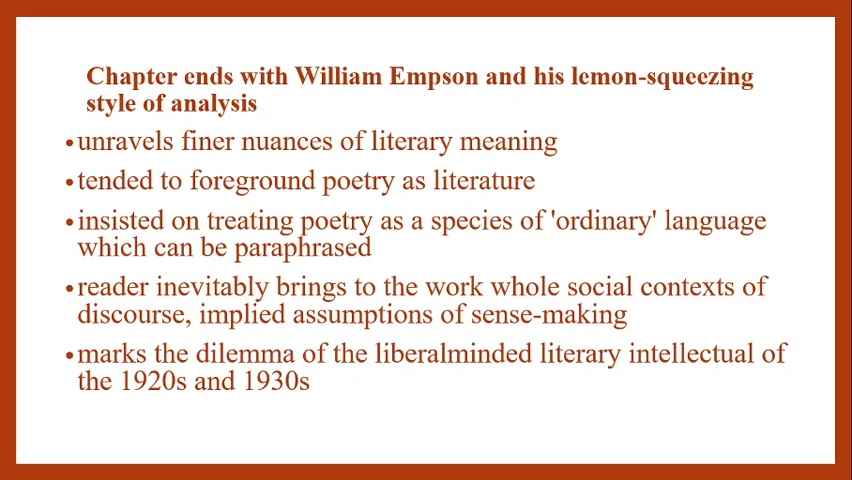 Chapter ends with William Empson and his lemon-squeezing
style of analysis
•unravels finer nuances of literary meaning
•tended to foreground poetry as literature
•insisted on treating poetry as a species of 'ordinary' language
which can be paraphrased
•reader inevitably brings to the work whole social contexts of
discourse, implied assumptions of sense-making
•marks the dilemma of the liberalminded literary intellectual of
the 1920s and 1930s